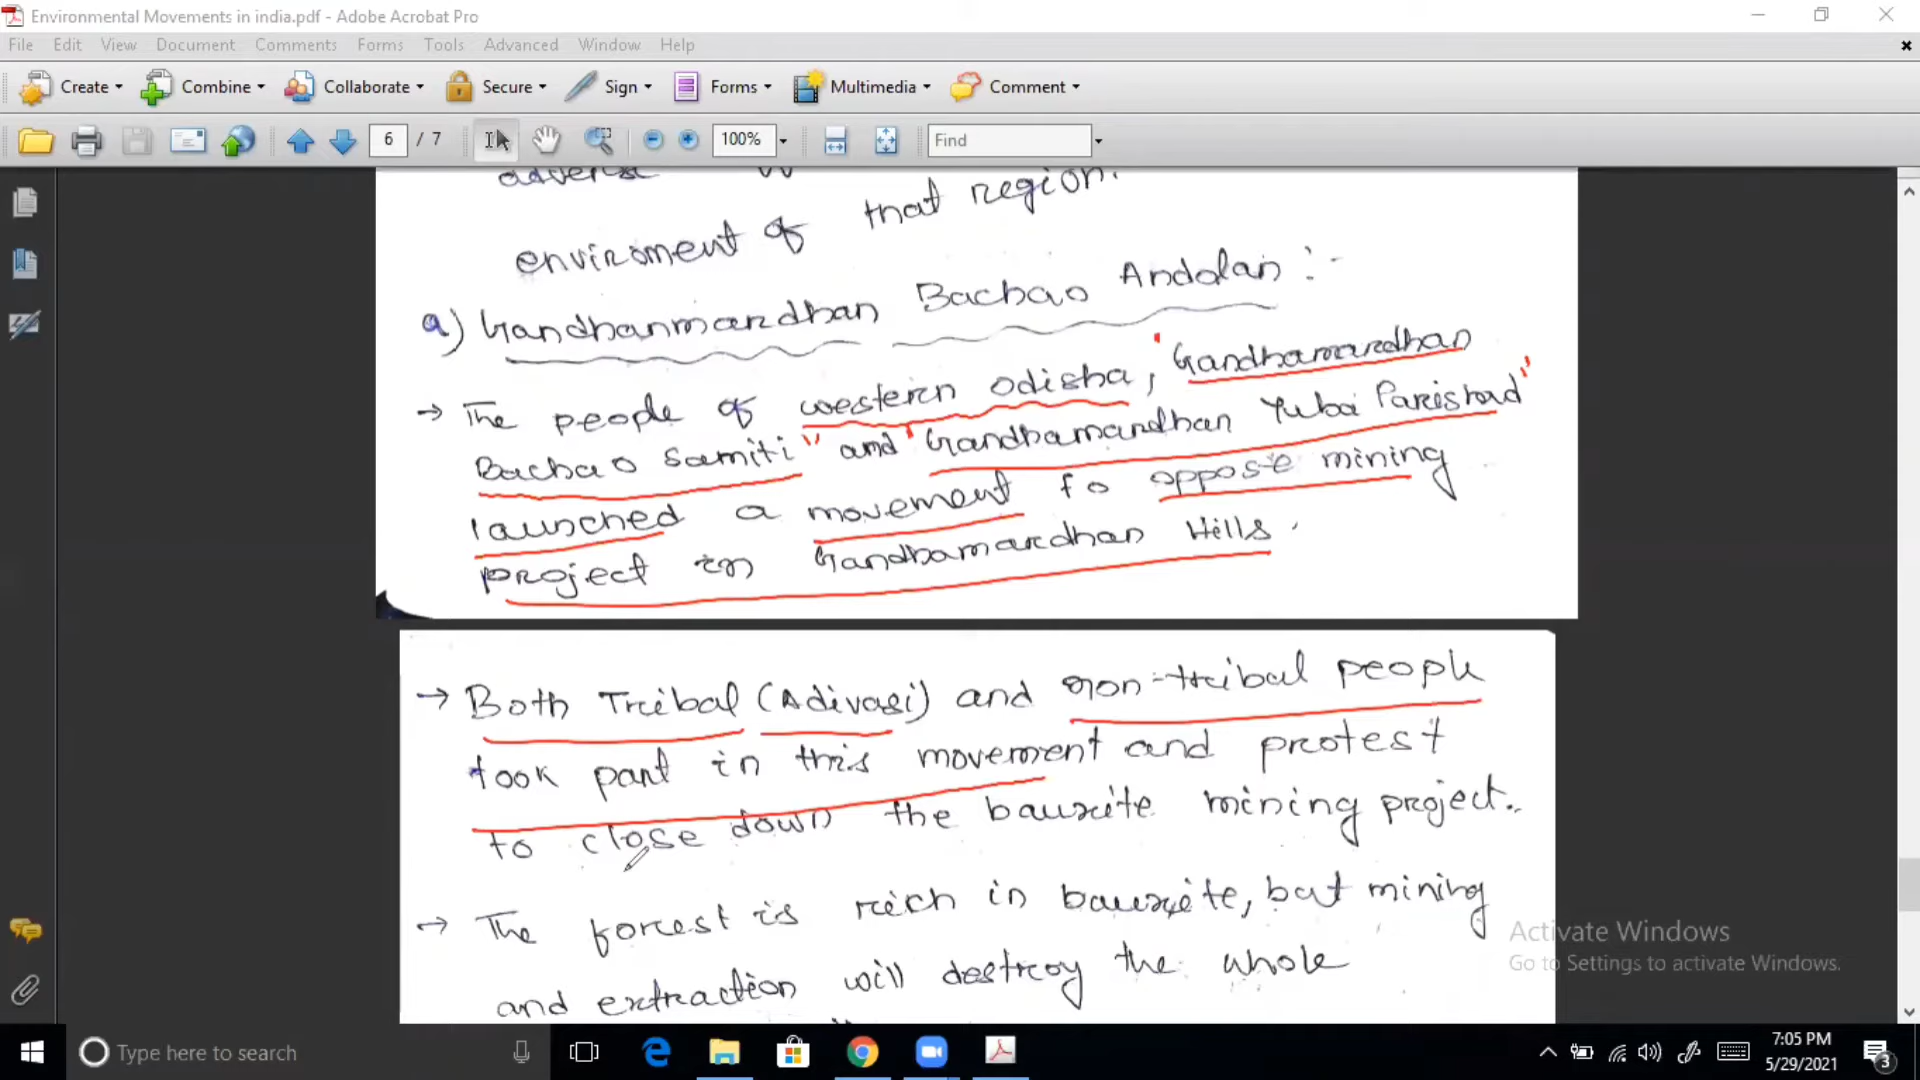 Environmental Movements in india.pdf - Adobe Acrobat Pro
File Edit View Document Comments Forms Tools Advanced Window Help
Create Combine Collaborate Secure Sign Forms Multimedia Comment
6 / 7 100% Find
adverse
enviroment of that region.
a) Gandhanmardhan Bachao Andolan :-
→ The people of western odisha, "Gandhamardhan
Bachao Samiti" and "Gandhamardhan Yuba Parishad"
launched a movement to oppose mining
project in Gandhamardhan Hills.
→ Both Tribal (Adivasi) and non-tribal people
took part in this movement and protest
to close down the bauxite mining project.
→ The forest is rich in bauxite, but mining
and extraction will destroy the whole
Activate Windows
Go to Settings to activate Windows.
Type here to search
7:05 PM
5/29/2021
3